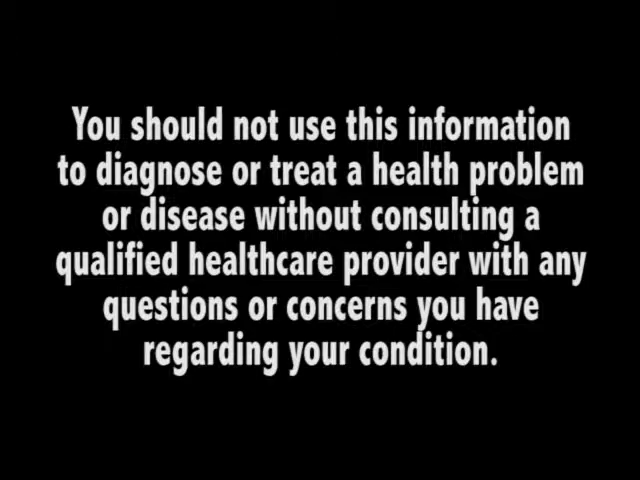 You should not use this information
to diagnose or treat a health problem
or disease without consulting a
qualified healthcare provider with any
questions or concerns you have
regarding your condition.